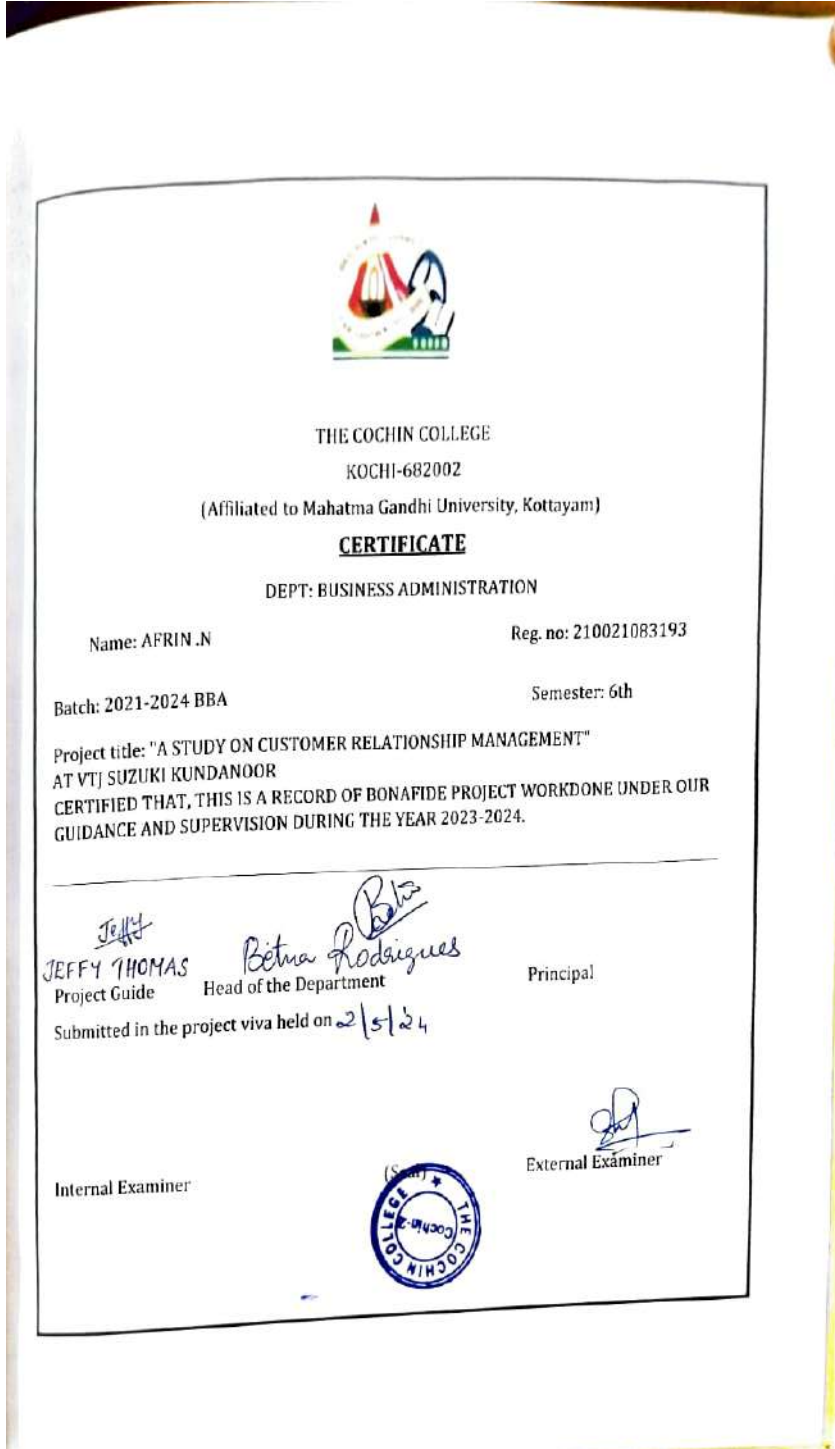 THE COCHIN COLLEGE
KOCHI-682002
(Affiliated to Mahatma Gandhi University, Kottayam)
CERTIFICATE
DEPT: BUSINESS ADMINISTRATION
Name: AFRIN .N Reg. no: 210021083193
Batch: 2021-2024 BBA Semester: 6th
Project title: "A STUDY ON CUSTOMER RELATIONSHIP MANAGEMENT"
AT VTJ SUZUKI KUNDANOOR
CERTIFIED THAT, THIS IS A RECORD OF BONAFIDE PROJECT WORKDONE UNDER OUR
GUIDANCE AND SUPERVISION DURING THE YEAR 2023-2024.
Jeffy
JEFFY THOMAS Betna Rodrigues
Project Guide Head of the Department Principal
Submitted in the project viva held on 2|5|24
Internal Examiner (Seal) External Examiner
THE COCHIN COLLEGE
Cochin-2